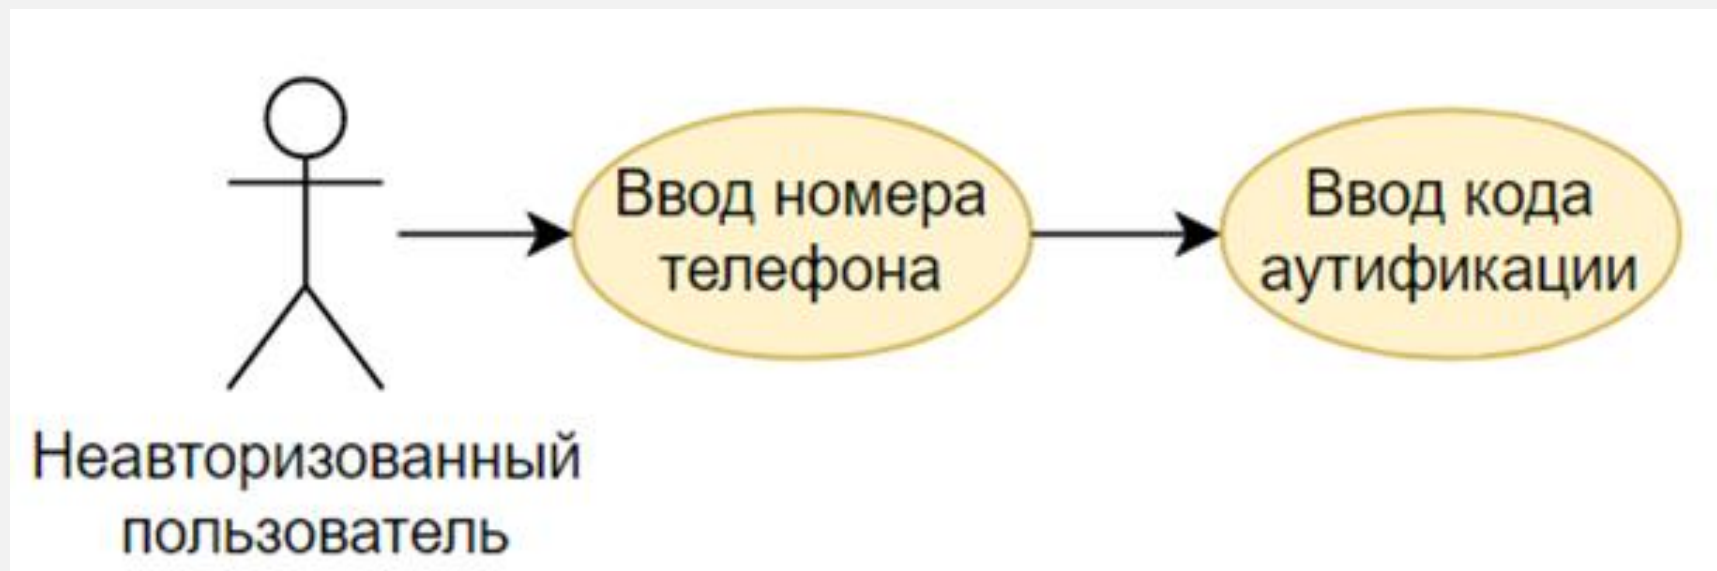 Ввод номера
телефона
Ввод кода
аутификации
Неавторизованный
пользователь